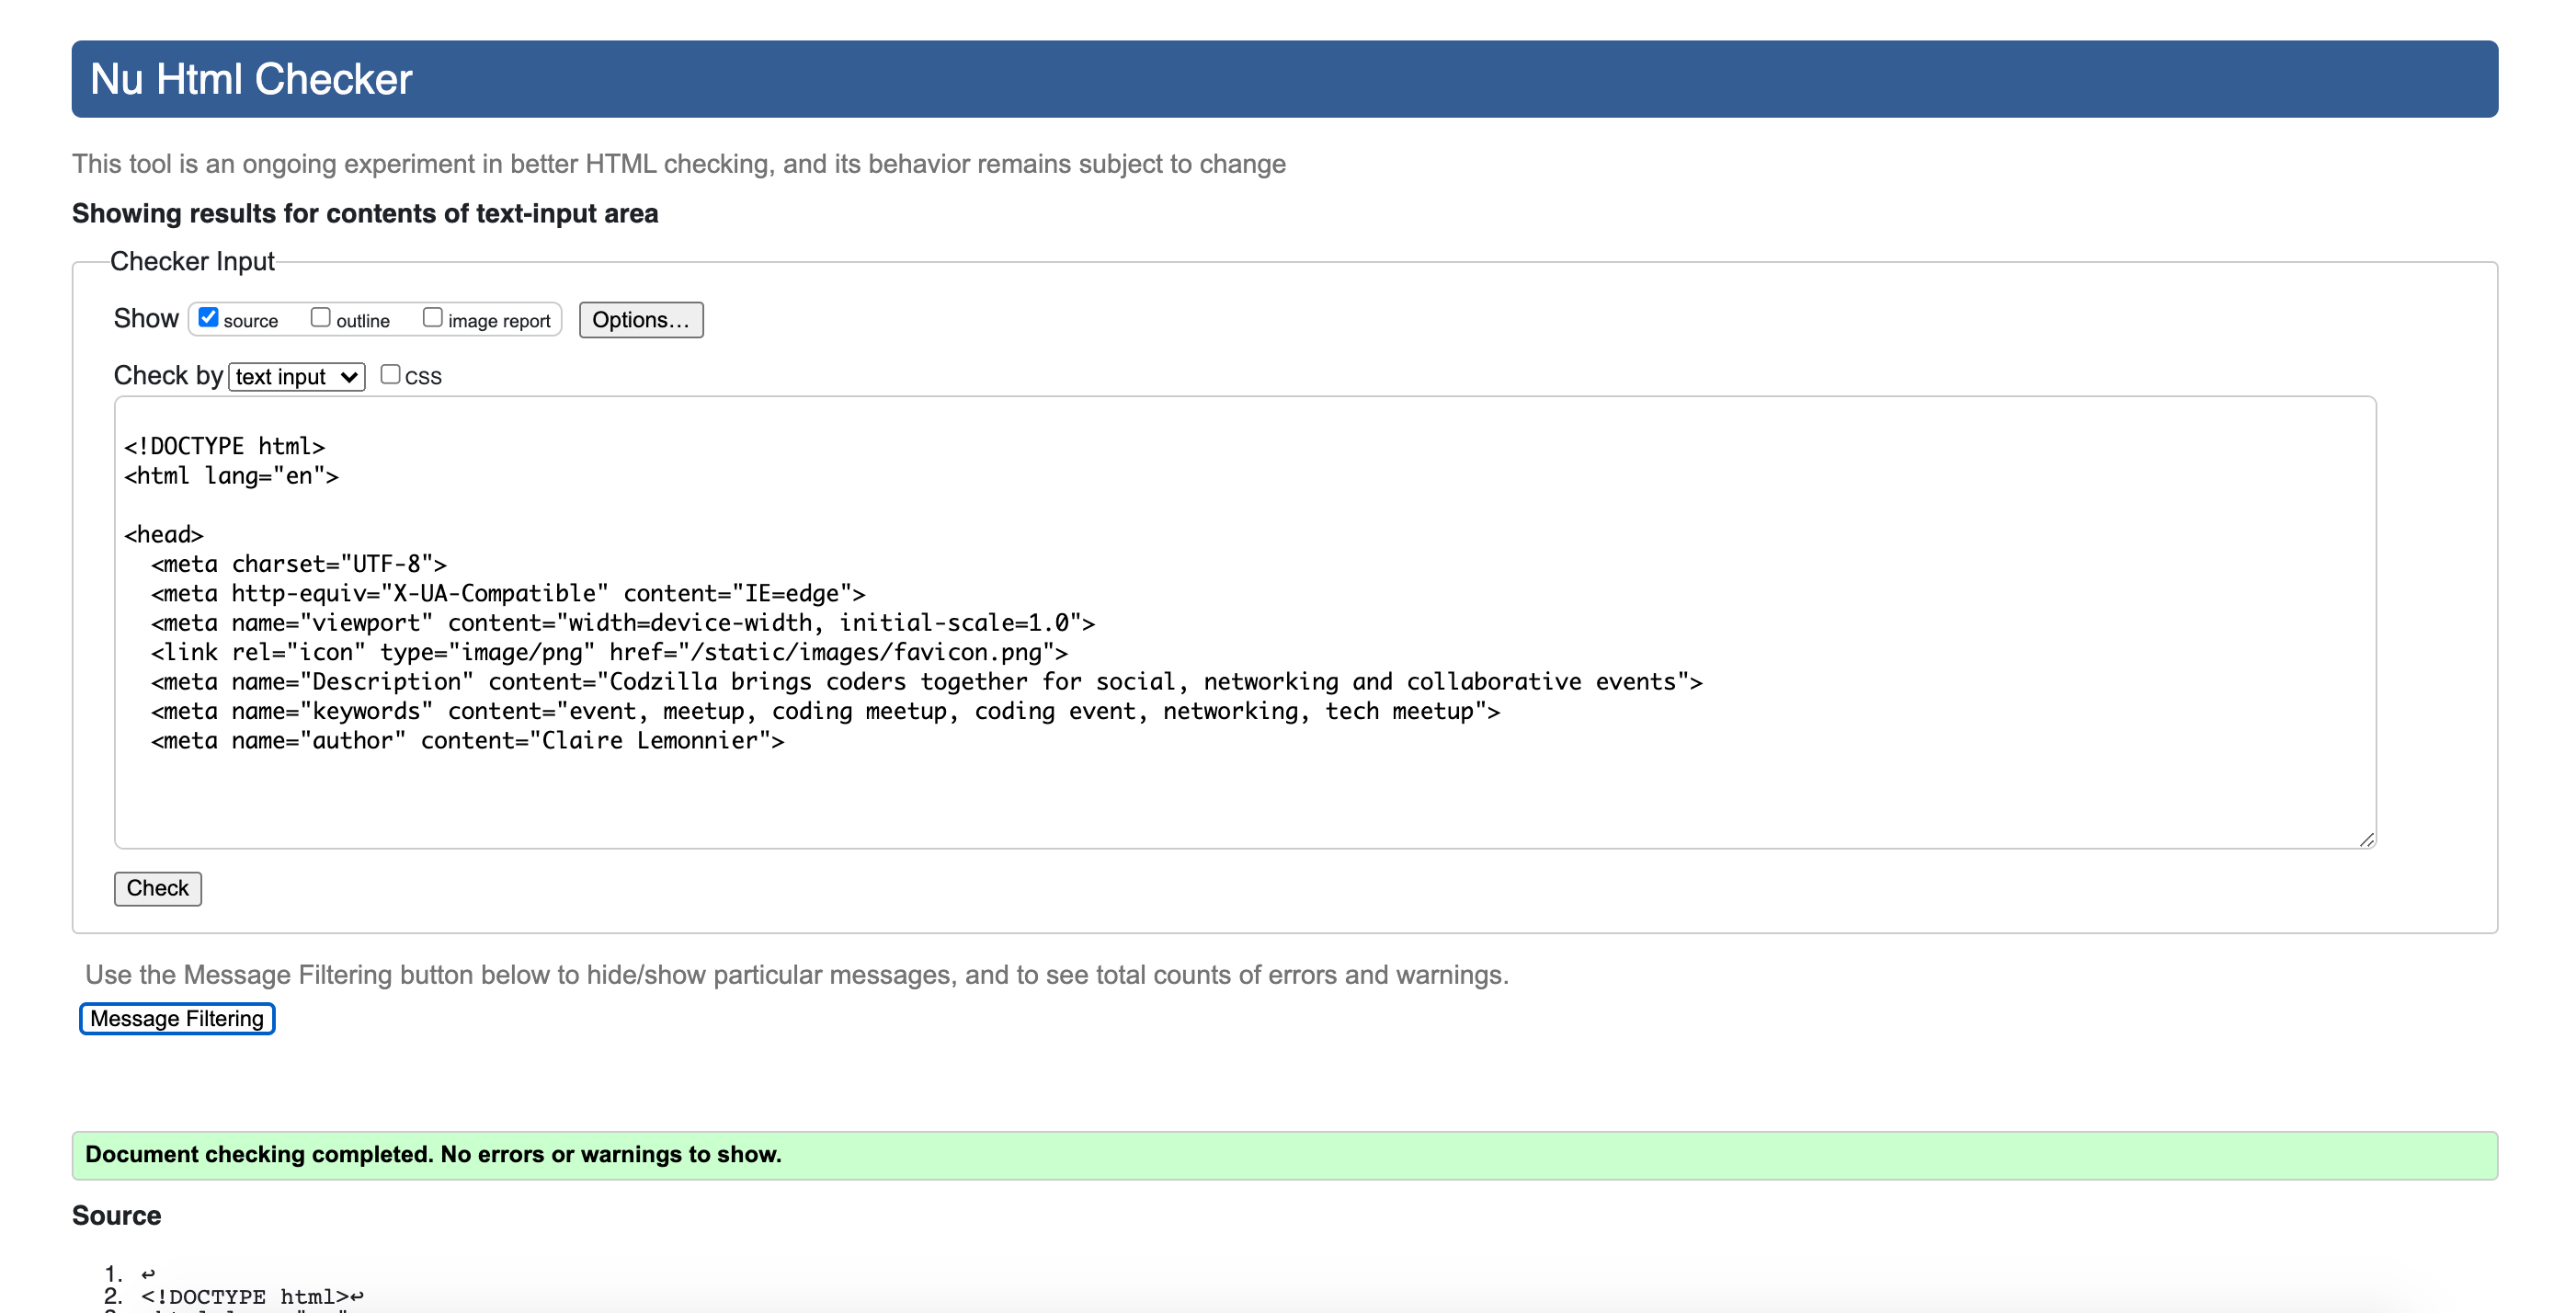 Nu Html Checker
This tool is an ongoing experiment in better HTML checking, and its behavior remains subject to change
Showing results for contents of text-input area
Checker Input
Show source outline image report Options...
Check by text input CSS
<!DOCTYPE html>
<html lang="en">
<head>
<meta charset="UTF-8">
<meta http-equiv="X-UA-Compatible" content="IE=edge">
<meta name="viewport" content="width=device-width, initial-scale=1.0">
<link rel="icon" type="image/png" href="/static/images/favicon.png">
<meta name="Description" content="Codzilla brings coders together for social, networking and collaborative events">
<meta name="keywords" content="event, meetup, coding meetup, coding event, networking, tech meetup">
<meta name="author" content="Claire Lemonnier">
Check
Use the Message Filtering button below to hide/show particular messages, and to see total counts of errors and warnings.
Message Filtering
Document checking completed. No errors or warnings to show.
Source
1. ↩
2. <!DOCTYPE html>↩